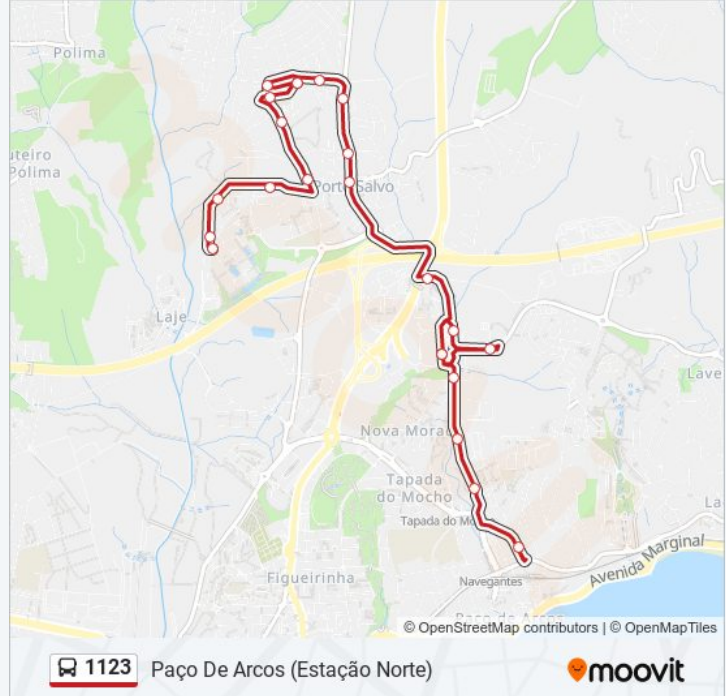 Polima
uteiro
Polima
Porto Salvo
Laje
Lave
Nova Mora
Tapada
do Mocho
La
Tapada do Mo
Avenida Marginal
Figueirinha
Navegantes
© OpenStreetMap contributors | © OpenMapTiles
1123 Paço De Arcos (Estação Norte)
moovit